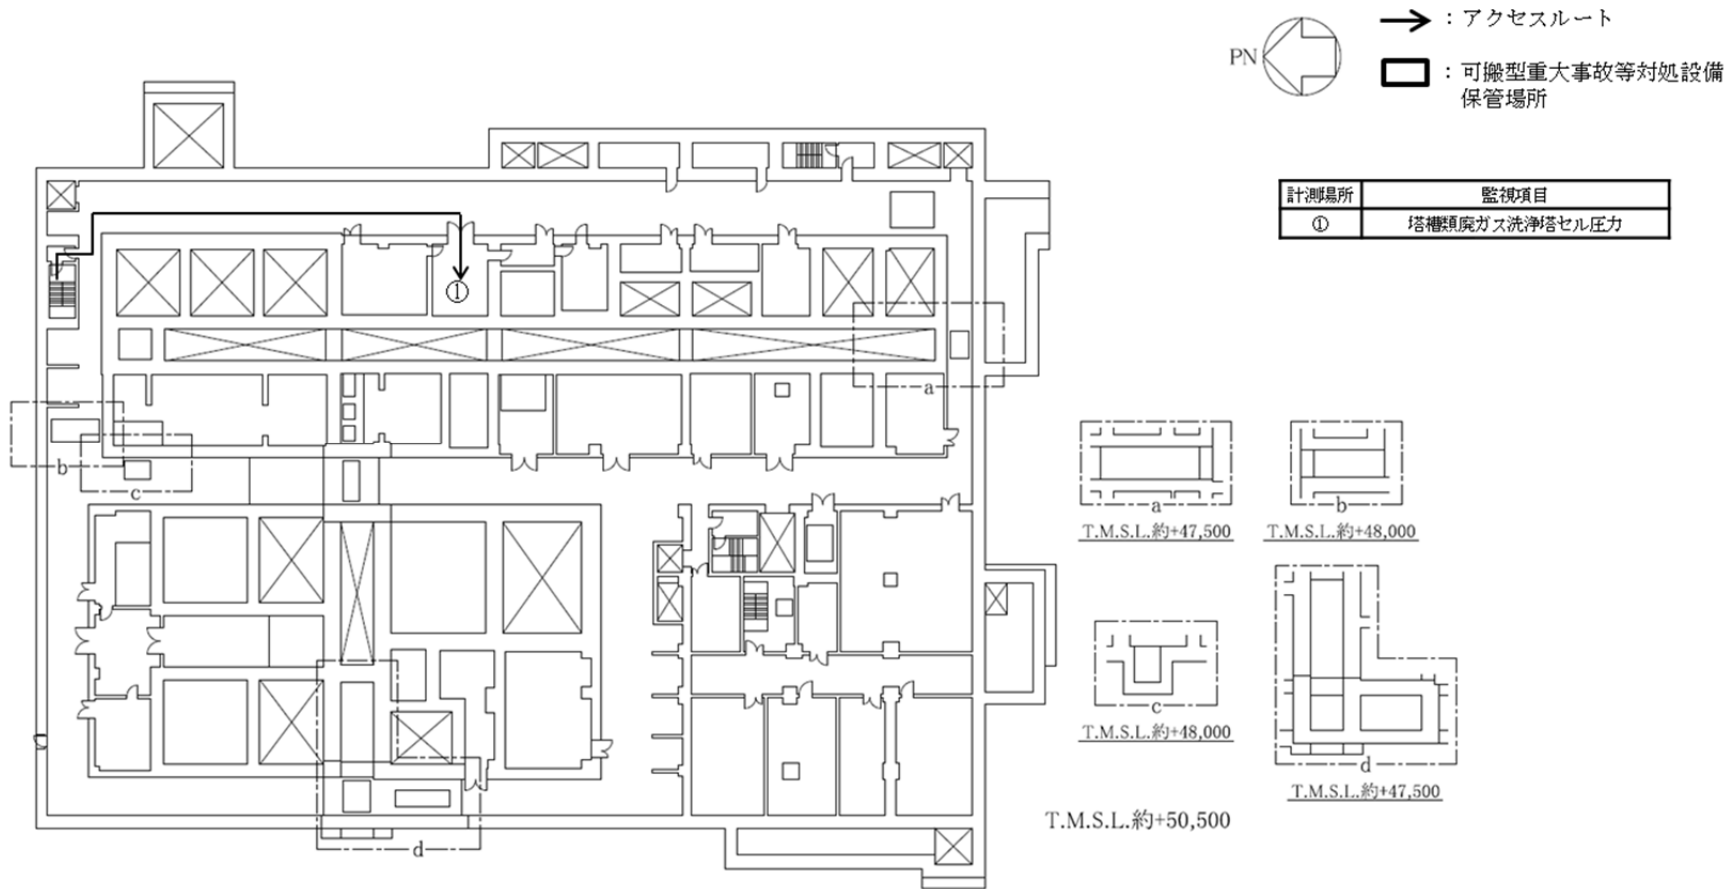 PN
：アクセスルート
：可搬型重大事故等対処設備
保管場所
計測場所 監視項目
① 塔槽類廃ガス洗浄塔セル圧力
①
a
b
c
d
a
T.M.S.L.約+47,500
b
T.M.S.L.約+48,000
c
T.M.S.L.約+48,000
d
T.M.S.L.約+47,500
T.M.S.L.約+50,500